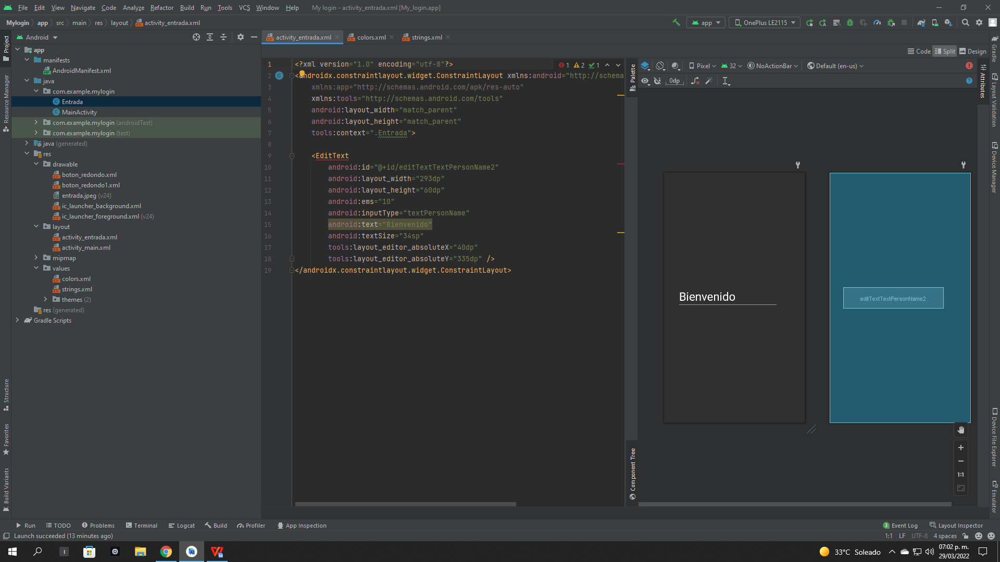 File Edit View Navigate Code Analyze Refactor Build Run Tools VCS Window Help My login - activity_entrada.xml [My_login.app]
Mylogin app src main res layout activity_entrada.xml
app OnePlus LE2115
Android
activity_entrada.xml colors.xml strings.xml
Code Split Design
app
manifests
AndroidManifest.xml
java
com.example.mylogin
Entrada
MainActivity
com.example.mylogin (androidTest)
com.example.mylogin (test)
java (generated)
res
drawable
boton_redondo.xml
boton_redondo1.xml
entrada.jpeg (v24)
ic_launcher_background.xml
ic_launcher_foreground.xml (v24)
layout
activity_entrada.xml
activity_main.xml
mipmap
values
colors.xml
strings.xml
themes (2)
res (generated)
Gradle Scripts
Project
Resource Manager
Structure
Favorites
Build Variants
1 <?xml version="1.0" encoding="utf-8"?>
2 <androidx.constraintlayout.widget.ConstraintLayout xmlns:android="http://schema
3 xmlns:app="http://schemas.android.com/apk/res-auto"
4 xmlns:tools="http://schemas.android.com/tools"
5 android:layout_width="match_parent"
6 android:layout_height="match_parent"
7 tools:context=".Entrada">
8
9 <EditText
10 android:id="@+id/editTextTextPersonName2"
11 android:layout_width="293dp"
12 android:layout_height="60dp"
13 android:ems="10"
14 android:inputType="textPersonName"
15 android:text="Bienvenido"
16 android:textSize="34sp"
17 tools:layout_editor_absoluteX="40dp"
18 tools:layout_editor_absoluteY="335dp" />
19 </androidx.constraintlayout.widget.ConstraintLayout>
1 2 1
Palette
Component Tree
Pixel 32 NoActionBar Default (en-us)
0dp
Bienvenido
editTextTextPersonName2
1:1
Attributes
Gradle
Layout Validation
Device Manager
Device File Explorer
Emulator
Run TODO Problems Terminal Logcat Build Profiler App Inspection
3 Event Log Layout Inspector
Launch succeeded (13 minutes ago)
1:1 LF UTF-8 4 spaces
33°C Soleado
07:02 p. m.
29/03/2022